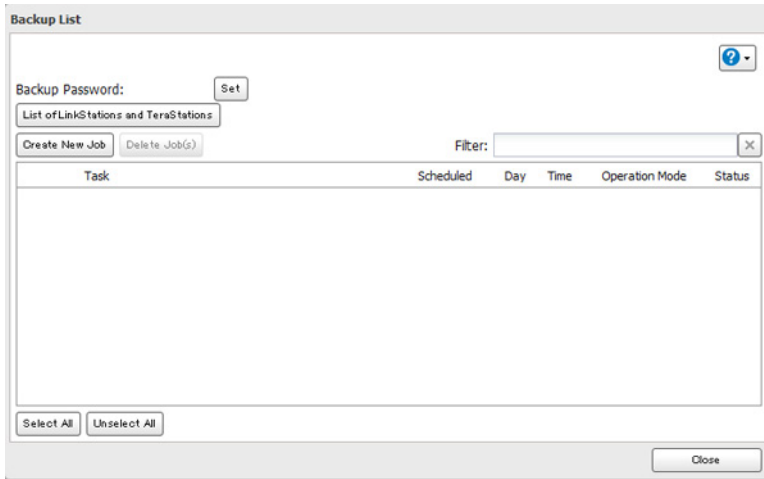 Backup List
?
Backup Password: Set
List of LinkStations and TeraStations
Create New Job Delete Job(s) Filter:
Task Scheduled Day Time Operation Mode Status
Select All Unselect All
Close